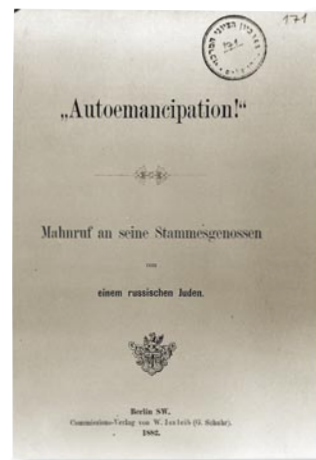 171
„Autoemancipation!“
Mahnruf an seine Stammesgenossen
von
einem russischen Juden.
Berlin SW.
Commissions-Verlag von W. Issleib (G. Schuhr).
1882.